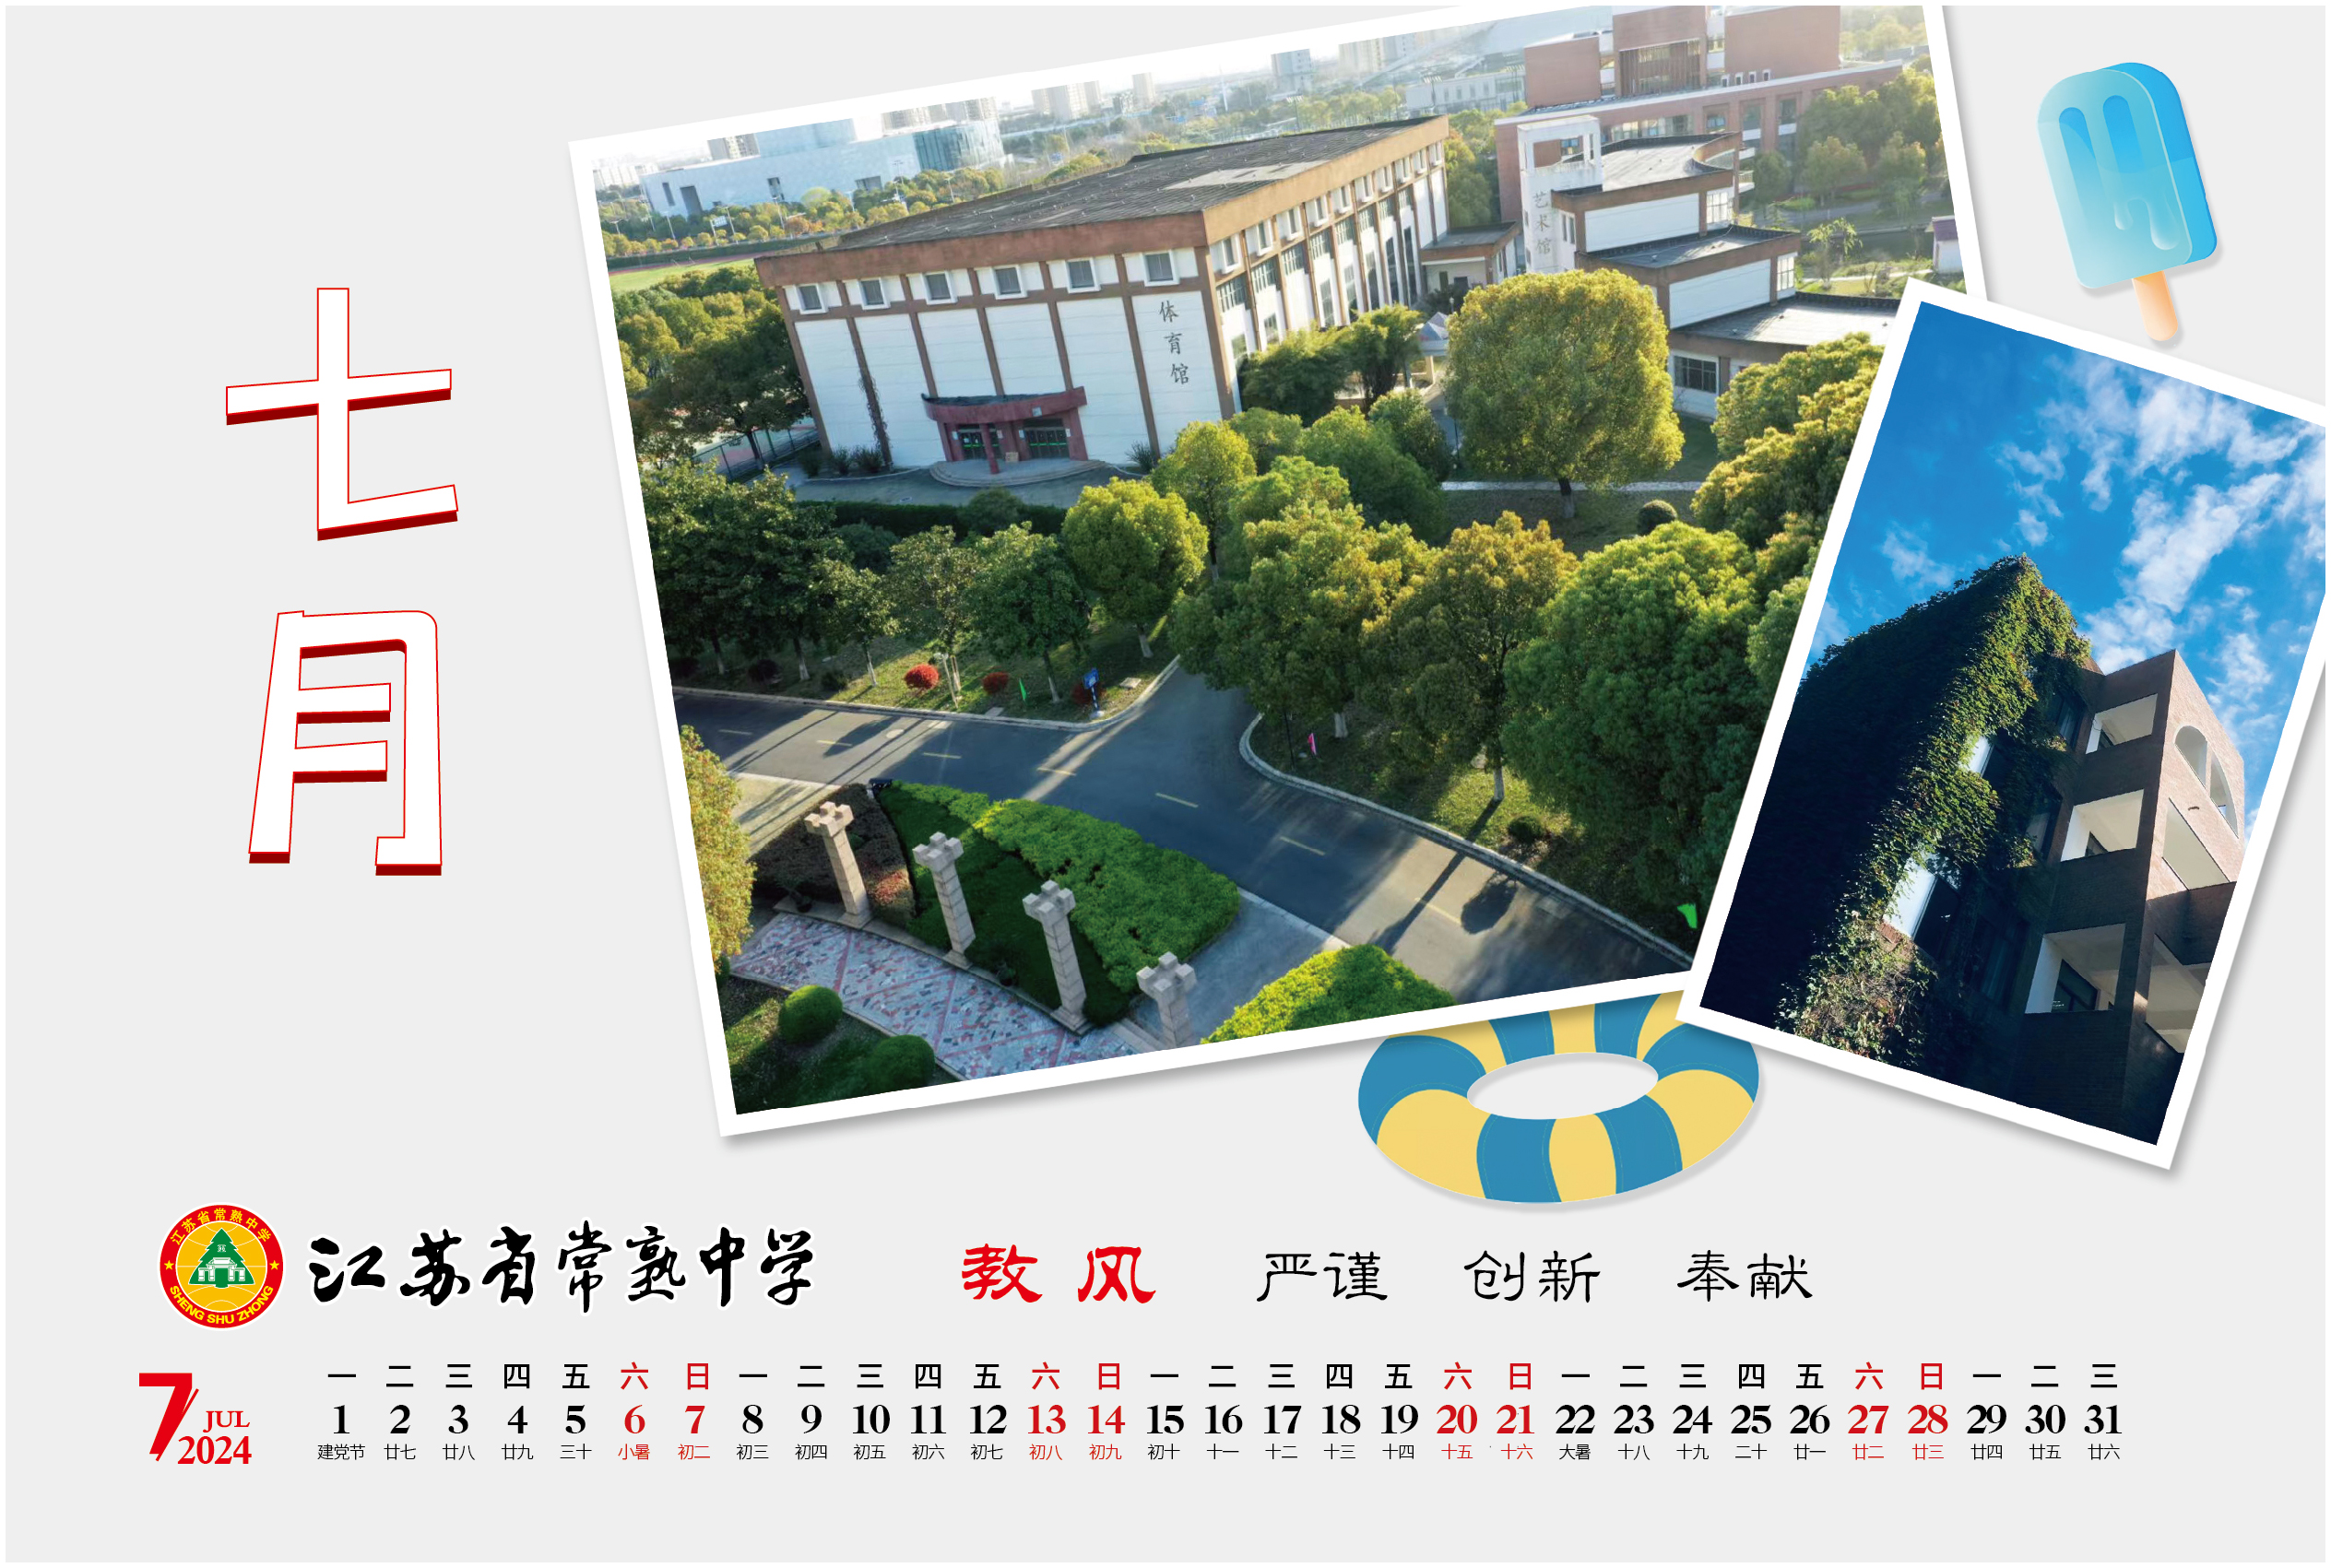 七
月
体育馆
艺术馆
江苏省常熟中学
SHENG SHU ZHONG
江苏省常熟中学
教风 严谨 创新 奉献
7 JUL 2024
一 二 三 四 五 六 日 一 二 三 四 五 六 日 一 二 三 四 五 六 日 一 二 三 四 五 六 日 一 二 三
1 2 3 4 5 6 7 8 9 10 11 12 13 14 15 16 17 18 19 20 21 22 23 24 25 26 27 28 29 30 31
建党节 廿七 廿八 廿九 三十 小暑 初二 初三 初四 初五 初六 初七 初八 初九 初十 十一 十二 十三 十四 十五 十六 大暑 十八 十九 二十 廿一 廿二 廿三 廿四 廿五 廿六